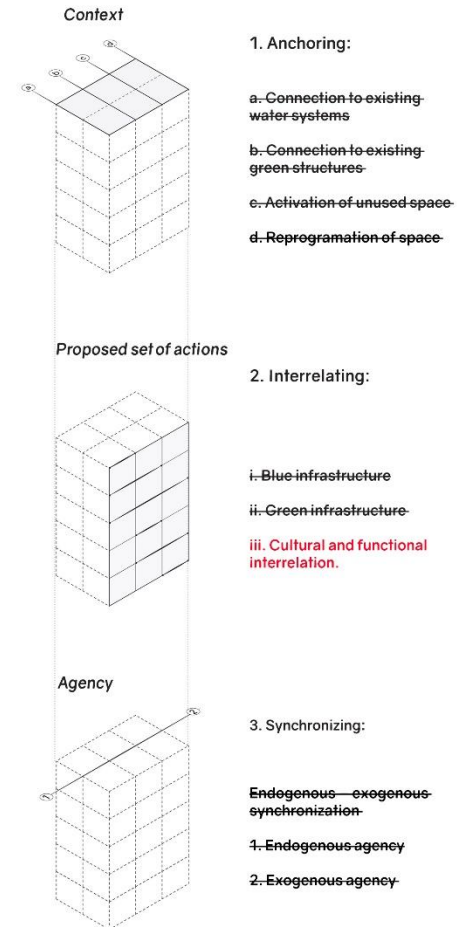 Context
d
c
b
a
1. Anchoring:
a. Connection to existing
water systems
b. Connection to existing
green structures
c. Activation of unused space
d. Reprogramation of space
Proposed set of actions
2. Interrelating:
i. Blue infrastructure
ii. Green infrastructure
iii. Cultural and functional
interrelation.
Agency
2
1
3. Synchronizing:
Endogenous - exogenous
synchronization
1. Endogenous agency
2. Exogenous agency